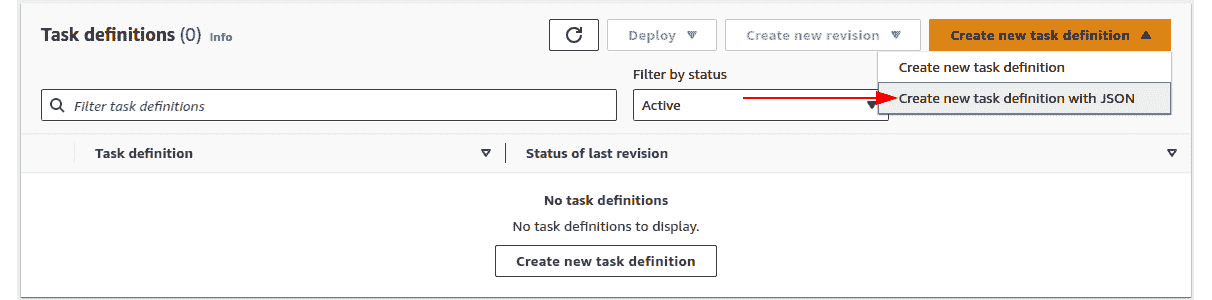 Task definitions (0) Info
Deploy
Create new revision
Create new task definition
Create new task definition
Create new task definition with JSON
Filter by status
Filter task definitions
Active
Task definition
Status of last revision
No task definitions
No task definitions to display.
Create new task definition